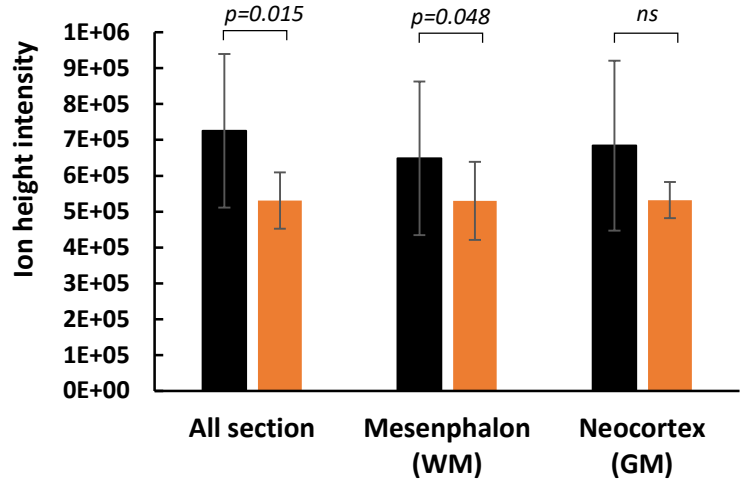 p=0.015
p=0.048
ns
Ion height intensity
1E+06
9E+05
8E+05
7E+05
6E+05
5E+05
4E+05
3E+05
2E+05
1E+05
0E+00
All section
Mesenphalon
(WM)
Neocortex
(GM)